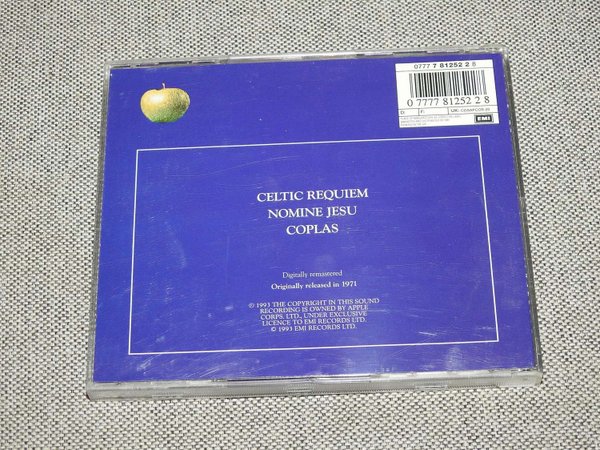 0777 7 81252 2 8
0 7777 81252 2 8
EMI
CELTIC REQUIEM
NOMINE JESU
COPLAS
Digitally remastered
Originally released in 1971
℗ 1993 THE COPYRIGHT IN THIS SOUND
RECORDING IS OWNED BY APPLE
CORPS. LTD., UNDER EXCLUSIVE
LICENCE TO EMI RECORDS LTD.
© 1993 EMI RECORDS LTD.